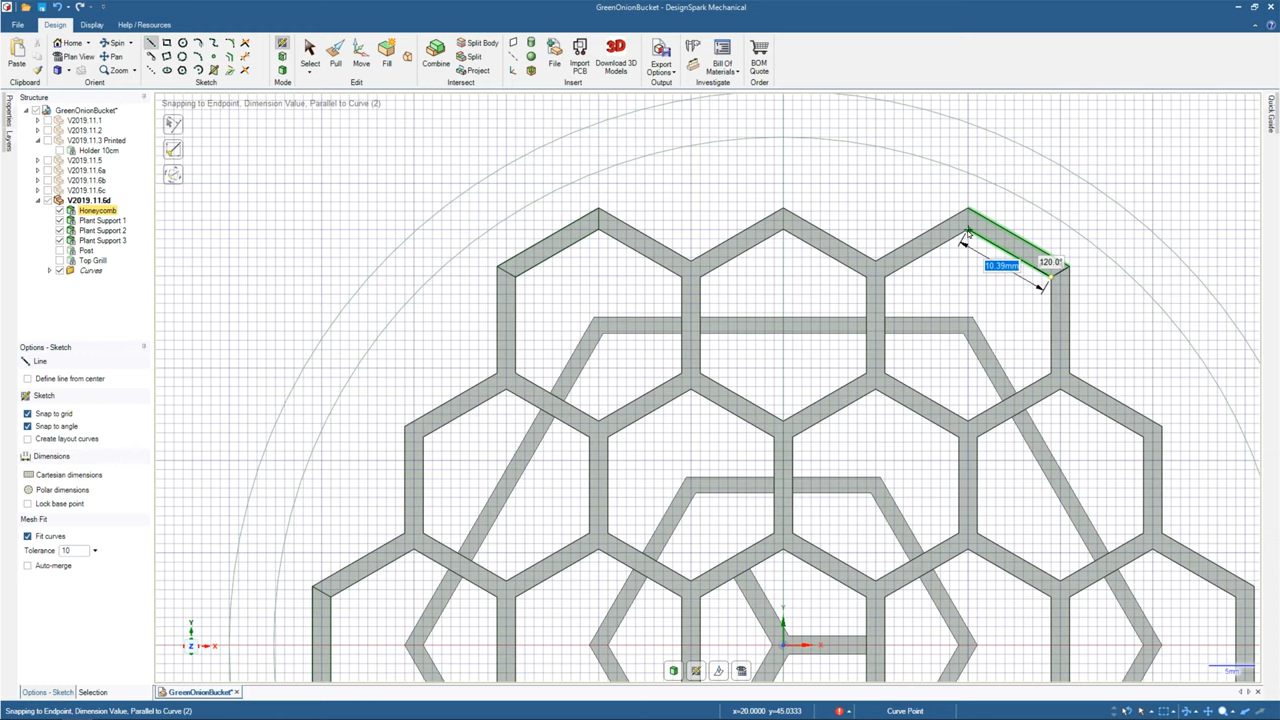 GreenOnionBucket - DesignSpark Mechanical
File Design Display Help / Resources
Home Spin
Plan View Pan
Zoom
Paste
Select Pull Move Fill
Combine
Split Body
Split
Project
File Import PCB Download 3D Models
Export Options
Bill Of Materials
BOM Quote
Clipboard Orient Sketch Mode Edit Intersect Insert Output Investigate Order
Structure
Snapping to Endpoint, Dimension Value, Parallel to Curve (2)
Properties
Layers
Quick Guide
GreenOnionBucket*
V2019.11.1
V2019.11.2
V2019.11.3 Printed
Holder 10cm
V2019.11.5
V2019.11.6a
V2019.11.6b
V2019.11.6c
V2019.11.6d
Honeycomb
Plant Support 1
Plant Support 2
Plant Support 3
Post
Top Grill
Curves
10.39mm
120.0°
Options - Sketch
Line
Define line from center
Sketch
Snap to grid
Snap to angle
Create layout curves
Dimensions
Cartesian dimensions
Polar dimensions
Lock base point
Mesh Fit
Fit curves
Tolerance 10
Auto-merge
Y
Z
X
Y
X
5mm
Options - Sketch Selection
GreenOnionBucket*
Snapping to Endpoint, Dimension Value, Parallel to Curve (2)
x=20.0000 y=45.0333
Curve Point